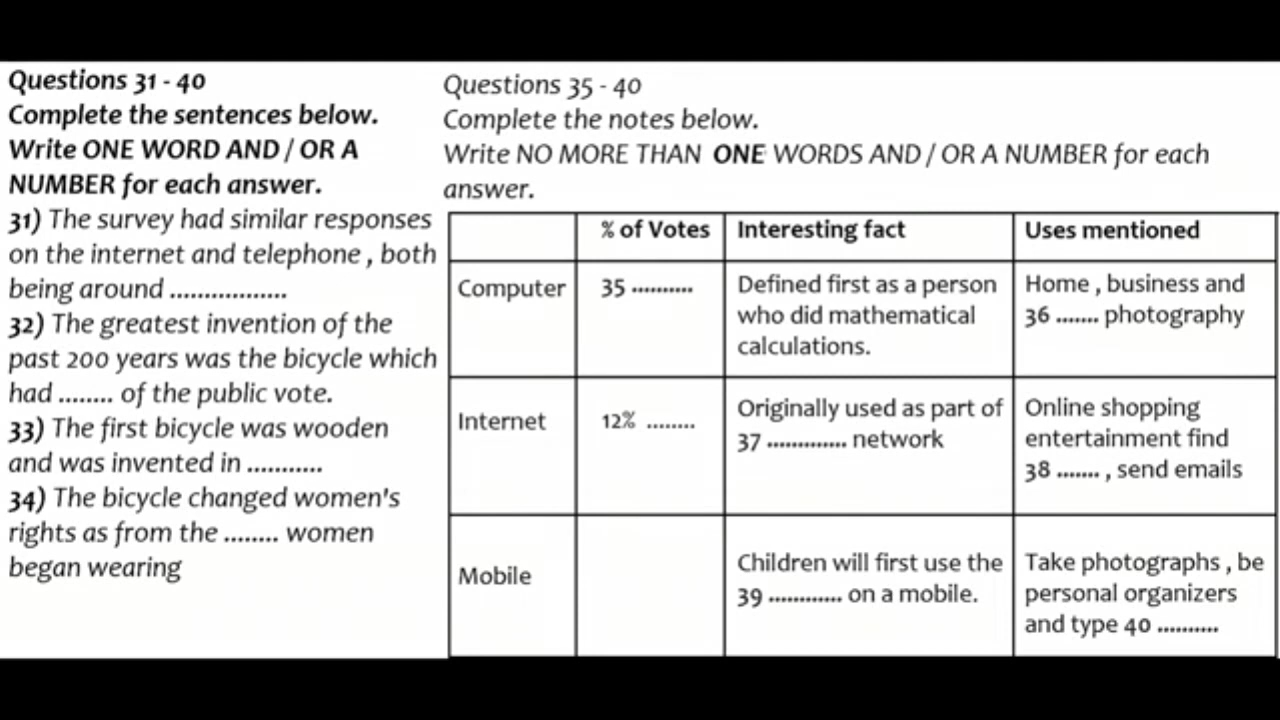 Questions 31 - 40
Complete the sentences below.
Write ONE WORD AND / OR A
NUMBER for each answer.
31) The survey had similar responses
on the internet and telephone , both
being around .................
32) The greatest invention of the
past 200 years was the bicycle which
had ........ of the public vote.
33) The first bicycle was wooden
and was invented in ...........
34) The bicycle changed women's
rights as from the ........ women
began wearing
Questions 35 - 40
Complete the notes below.
Write NO MORE THAN ONE WORDS AND / OR A NUMBER for each
answer.
% of Votes
Interesting fact
Uses mentioned
Computer
35 ..........
Defined first as a person
who did mathematical
calculations.
Home , business and
36 ....... photography
Internet
12% ........
Originally used as part of
37 ............. network
Online shopping
entertainment find
38 ....... , send emails
Mobile
Children will first use the
39 ............ on a mobile.
Take photographs , be
personal organizers
and type 40 ..........